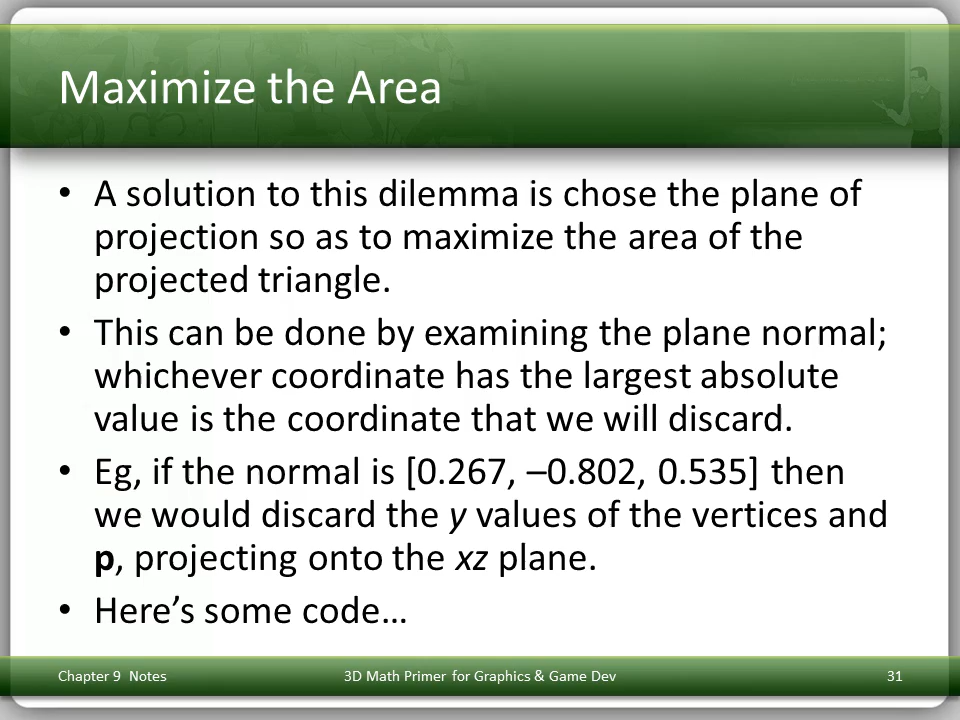 Maximize the Area
• A solution to this dilemma is chose the plane of
projection so as to maximize the area of the
projected triangle.
• This can be done by examining the plane normal;
whichever coordinate has the largest absolute
value is the coordinate that we will discard.
• Eg, if the normal is [0.267, –0.802, 0.535] then
we would discard the y values of the vertices and
p, projecting onto the xz plane.
• Here’s some code…
Chapter 9 Notes 3D Math Primer for Graphics & Game Dev 31